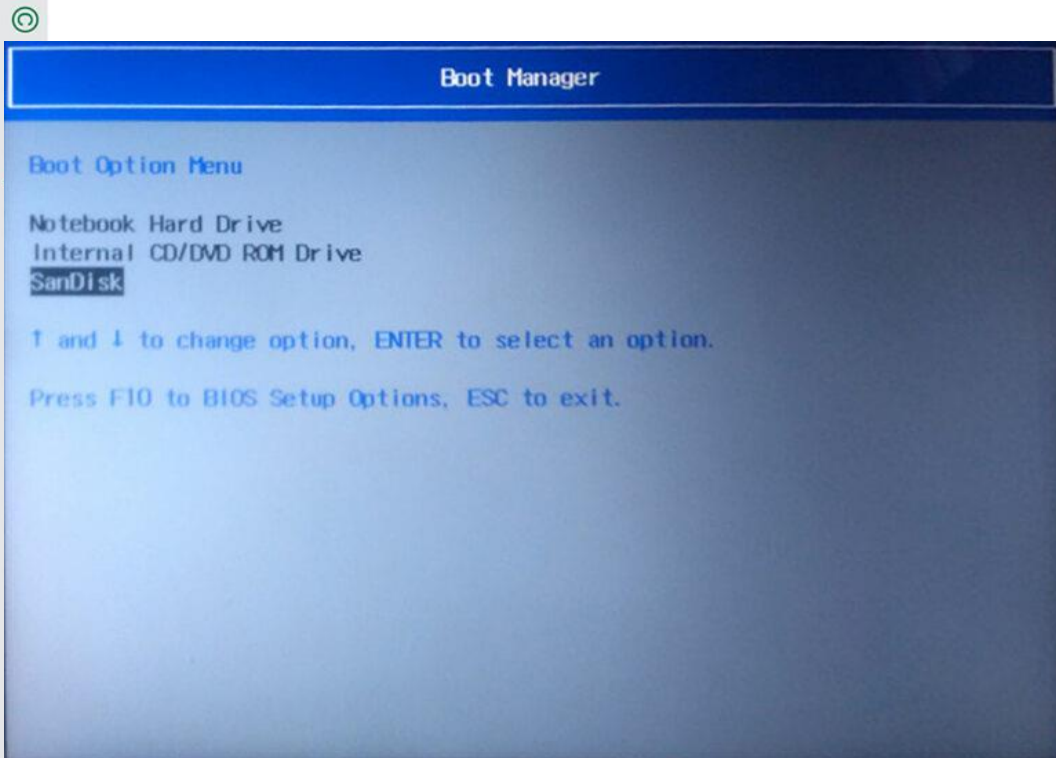 Boot Manager
Boot Option Menu
Notebook Hard Drive
Internal CD/DVD ROM Drive
SanDisk
↑ and ↓ to change option, ENTER to select an option.
Press F10 to BIOS Setup Options, ESC to exit.